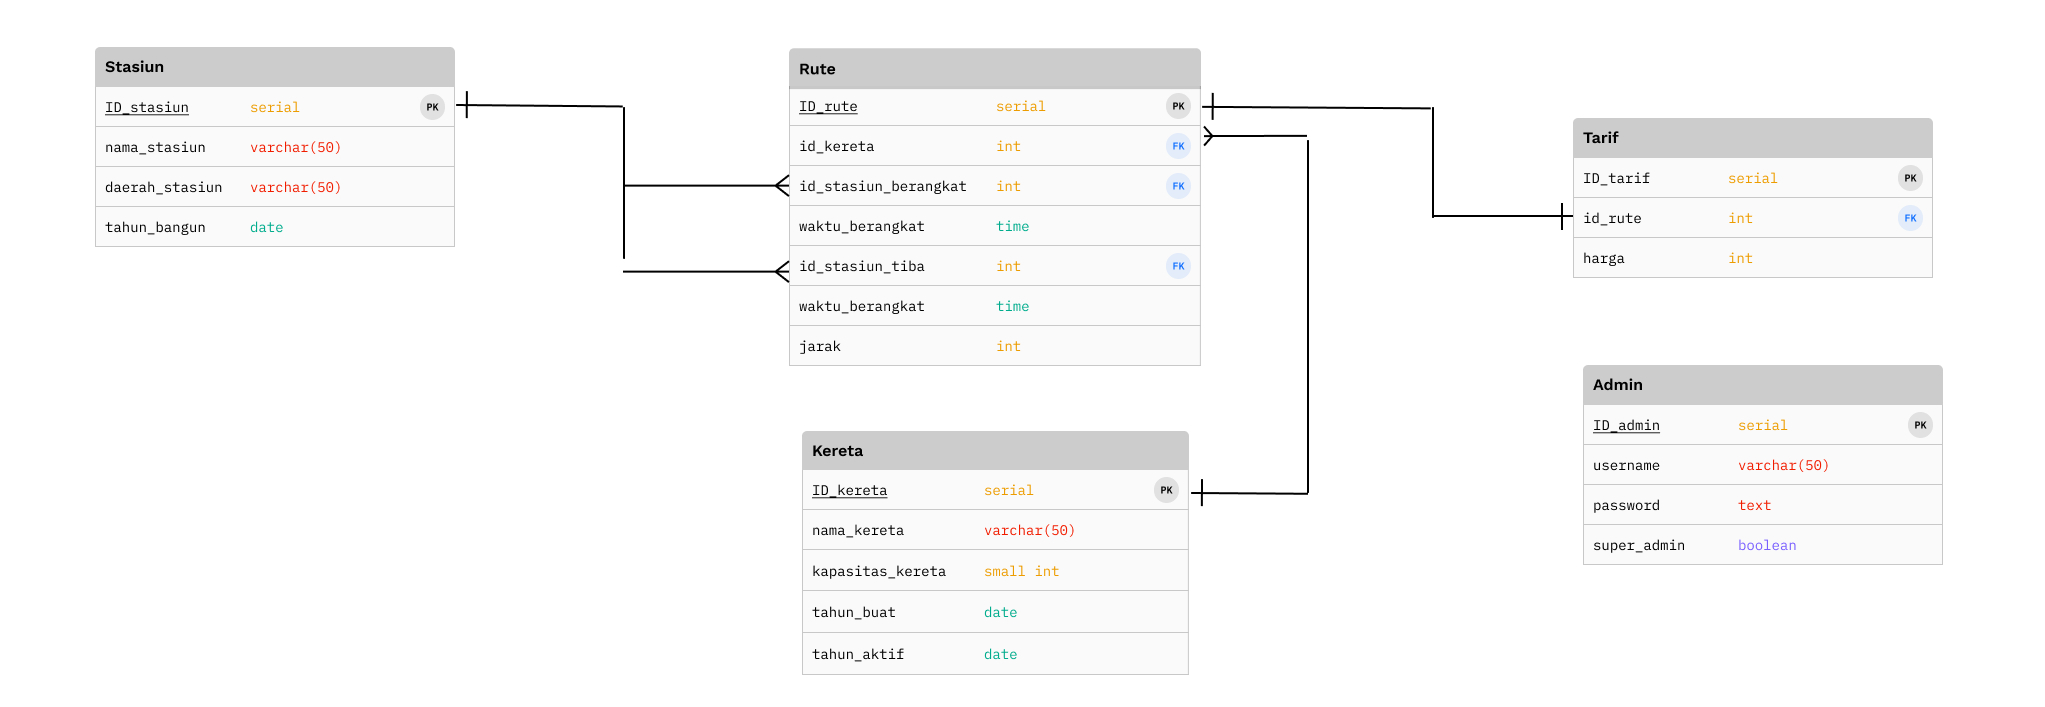 Stasiun
ID_stasiun serial PK
nama_stasiun varchar(50)
daerah_stasiun varchar(50)
tahun_bangun date
Rute
ID_rute serial PK
id_kereta int FK
id_stasiun_berangkat int FK
waktu_berangkat time
id_stasiun_tiba int FK
waktu_berangkat time
jarak int
Tarif
ID_tarif serial PK
id_rute int FK
harga int
Kereta
ID_kereta serial PK
nama_kereta varchar(50)
kapasitas_kereta small int
tahun_buat date
tahun_aktif date
Admin
ID_admin serial PK
username varchar(50)
password text
super_admin boolean